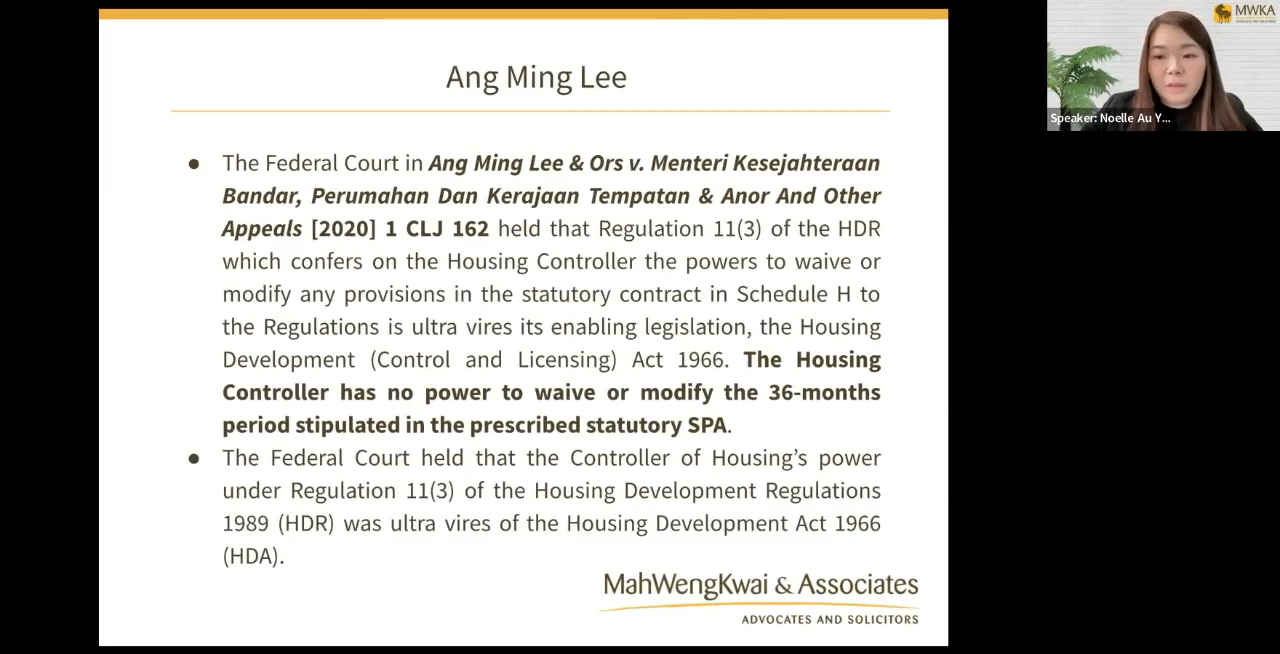 Ang Ming Lee
● The Federal Court in Ang Ming Lee & Ors v. Menteri Kesejahteraan
Bandar, Perumahan Dan Kerajaan Tempatan & Anor And Other
Appeals [2020] 1 CLJ 162 held that Regulation 11(3) of the HDR
which confers on the Housing Controller the powers to waive or
modify any provisions in the statutory contract in Schedule H to
the Regulations is ultra vires its enabling legislation, the Housing
Development (Control and Licensing) Act 1966. The Housing
Controller has no power to waive or modify the 36-months
period stipulated in the prescribed statutory SPA.
● The Federal Court held that the Controller of Housing's power
under Regulation 11(3) of the Housing Development Regulations
1989 (HDR) was ultra vires of the Housing Development Act 1966
(HDA).
MahWengKwai & Associates
ADVOCATES AND SOLICITORS
MWKA
Speaker: Noelle Au Y...